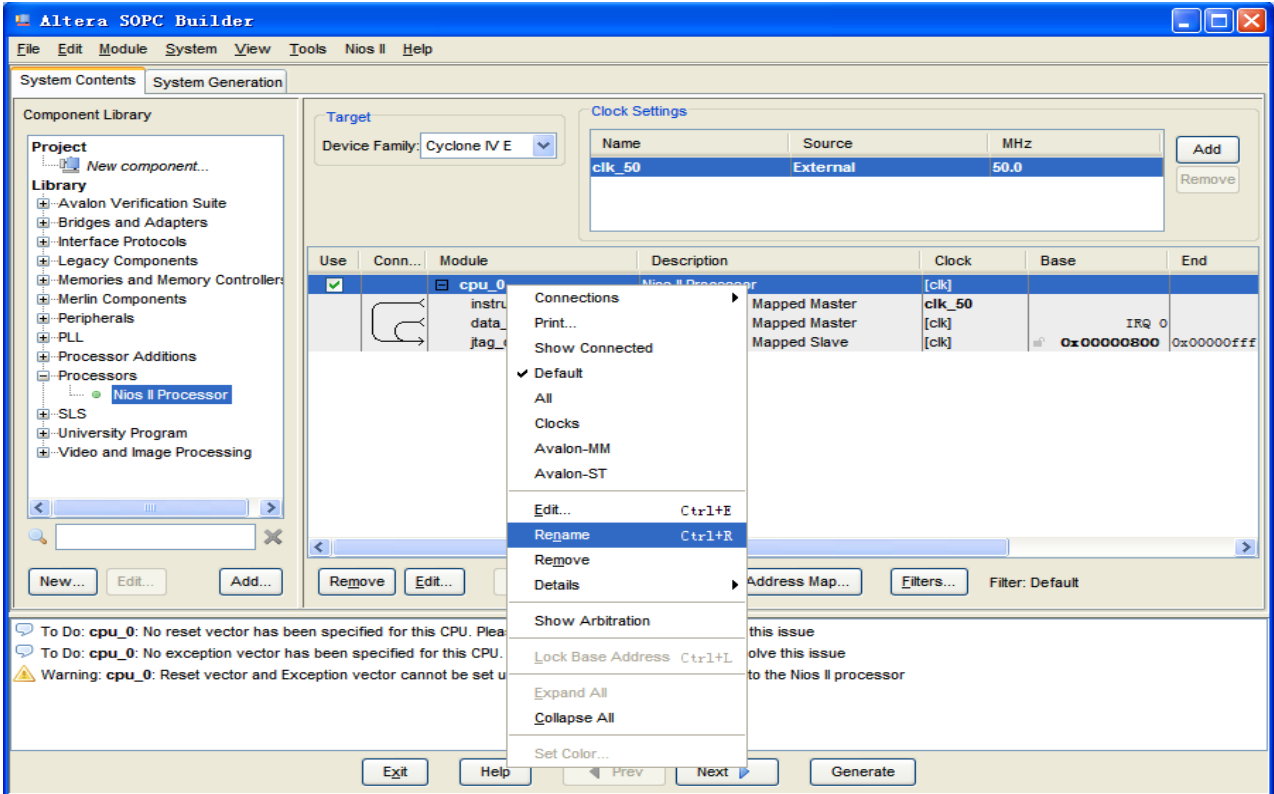 Altera SOPC Builder
File Edit Module System View Tools Nios II Help
System Contents System Generation
Component Library
Project
New component...
Library
Avalon Verification Suite
Bridges and Adapters
Interface Protocols
Legacy Components
Memories and Memory Controllers
Merlin Components
Peripherals
PLL
Processor Additions
Processors
Nios II Processor
SLS
University Program
Video and Image Processing
New... Edit... Add...
Target
Device Family: Cyclone IV E
Clock Settings
Name Source MHz
clk_50 External 50.0
Add
Remove
Use Conn... Module Description Clock Base End
cpu_0 Nios II Processor [clk]
instru Mapped Master clk_50
data_ Mapped Master [clk] IRQ 0
jtag_d Mapped Slave [clk] 0x00000800 0x00000fff
Connections
Print...
Show Connected
Default
All
Clocks
Avalon-MM
Avalon-ST
Edit... Ctrl+E
Rename Ctrl+R
Remove
Details
Show Arbitration
Lock Base Address Ctrl+L
Expand All
Collapse All
Set Color...
Remove Edit... Address Map... Filters... Filter: Default
To Do: cpu_0: No reset vector has been specified for this CPU. Plea this issue
To Do: cpu_0: No exception vector has been specified for this CPU. olve this issue
Warning: cpu_0: Reset vector and Exception vector cannot be set u to the Nios II processor
Exit Help Prev Next Generate